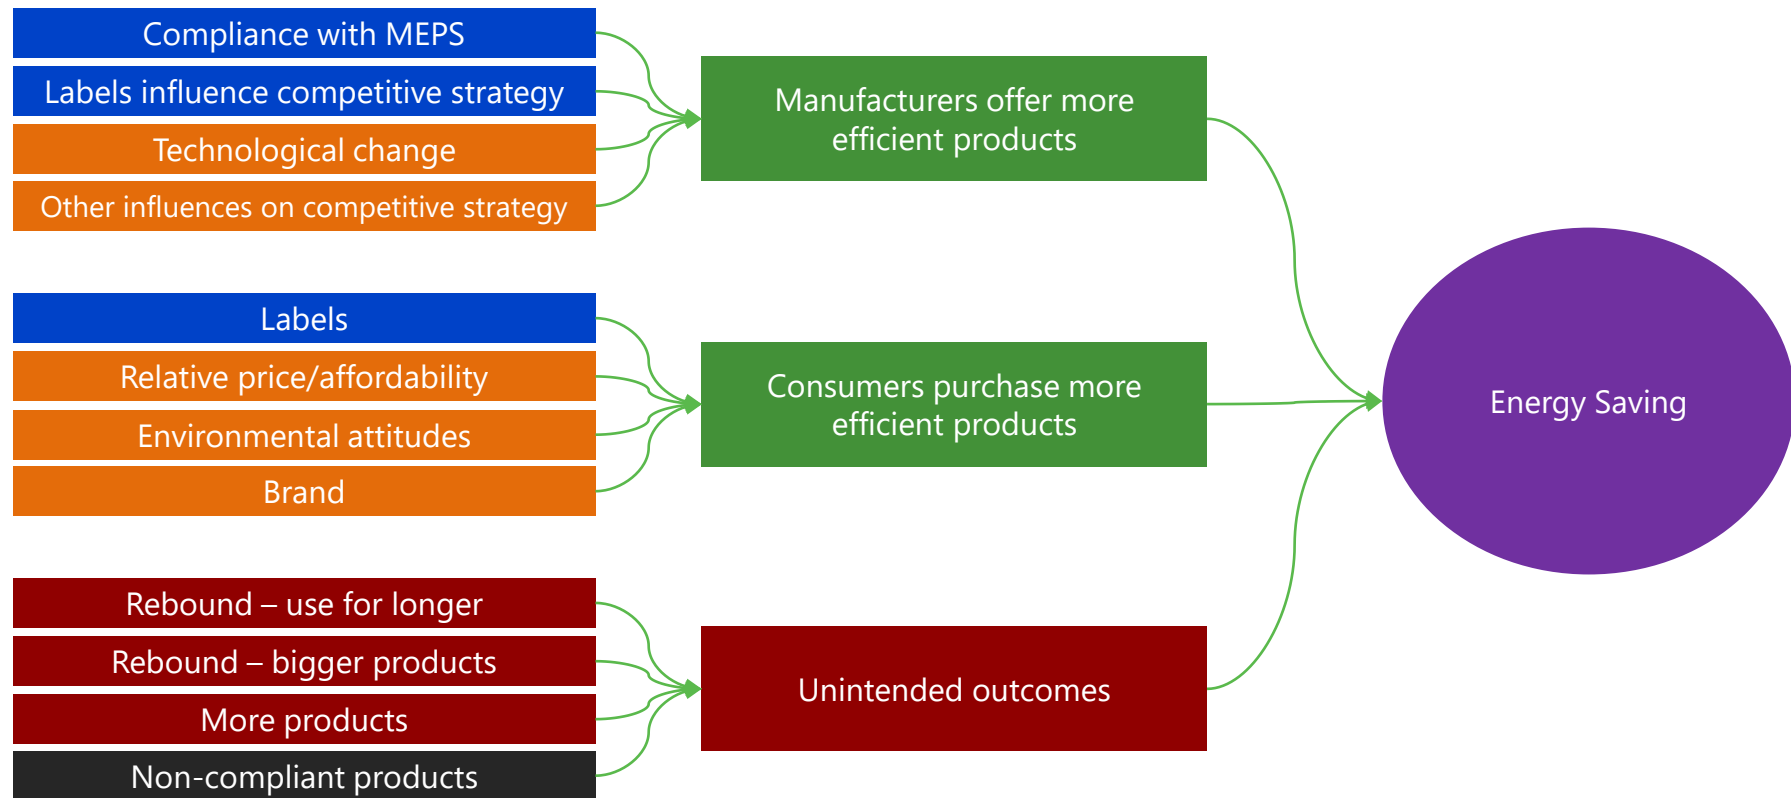 Compliance with MEPS
Labels influence competitive strategy
Technological change
Other influences on competitive strategy
Manufacturers offer more
efficient products
Labels
Relative price/affordability
Environmental attitudes
Brand
Consumers purchase more
efficient products
Rebound – use for longer
Rebound – bigger products
More products
Non-compliant products
Unintended outcomes
Energy Saving